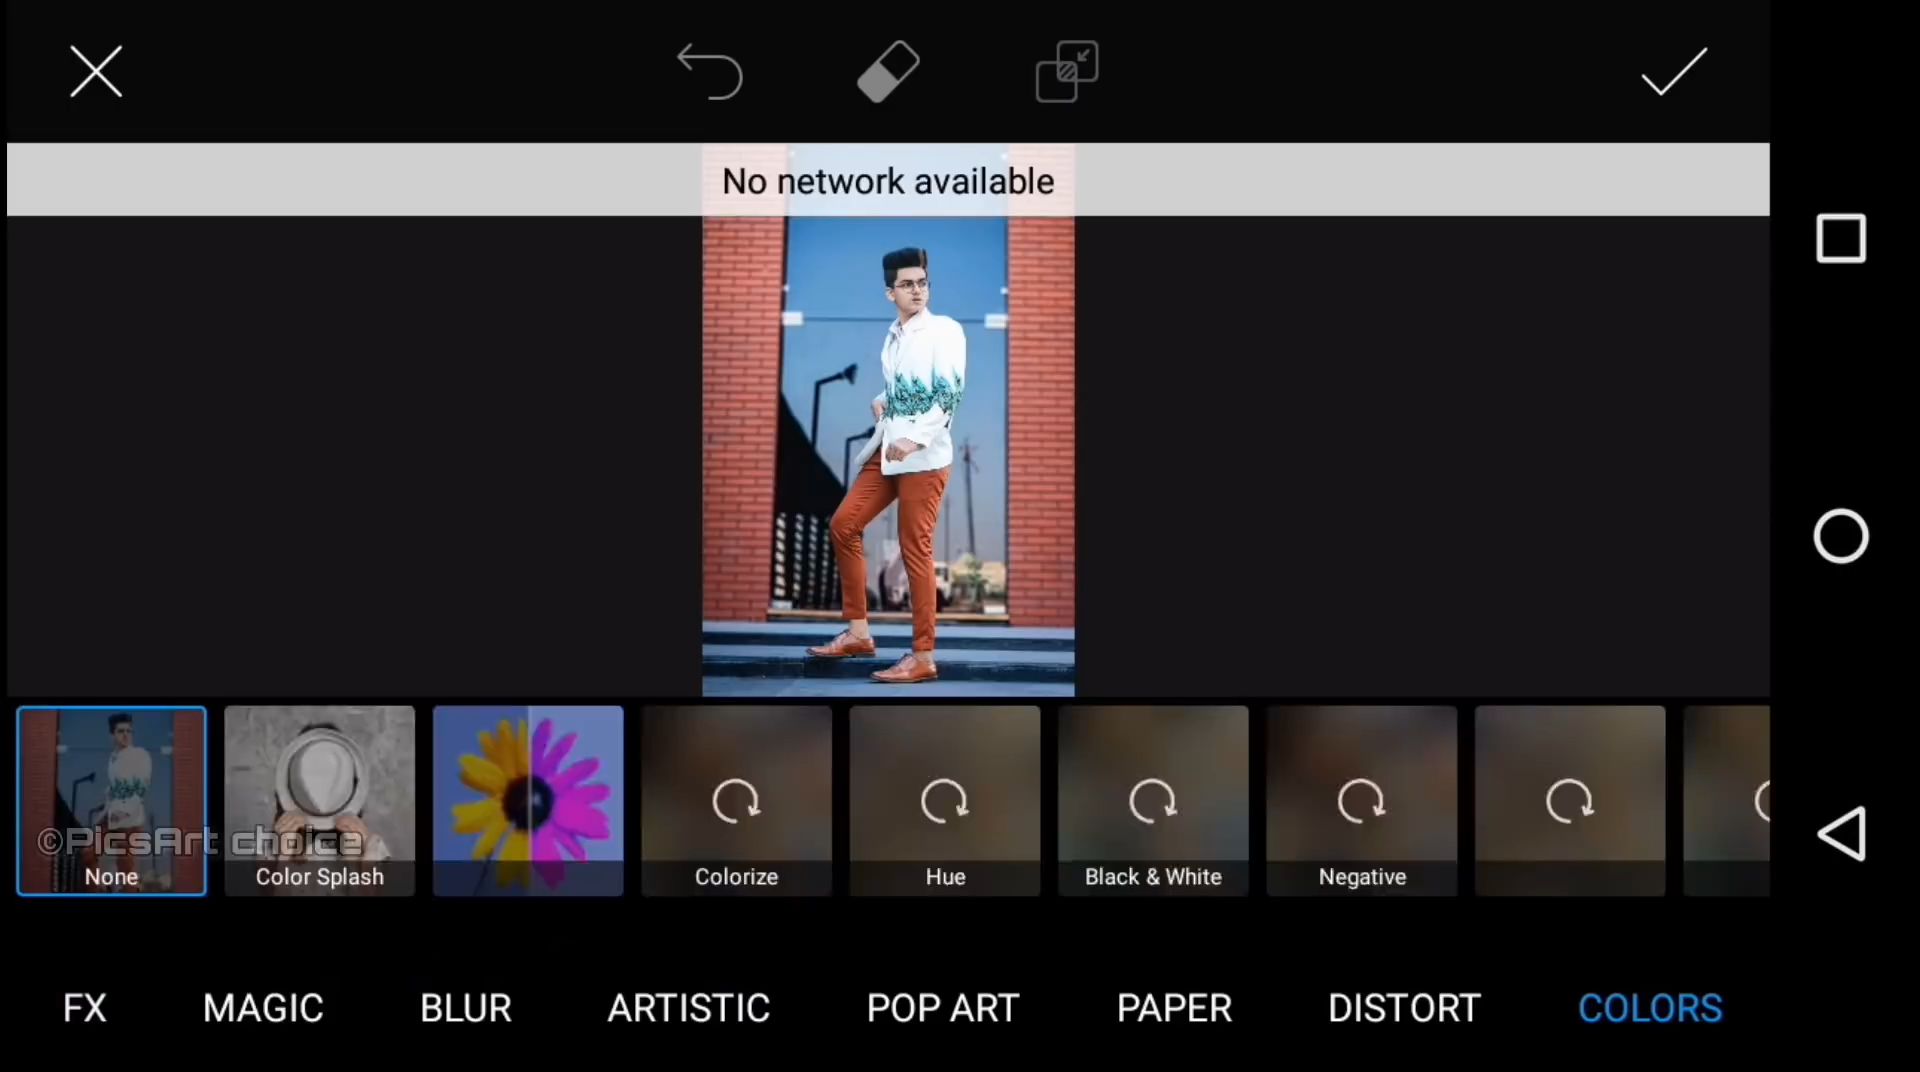 No network available
©PicsArt choice
None
Color Splash
Colorize
Hue
Black & White
Negative
FX
MAGIC
BLUR
ARTISTIC
POP ART
PAPER
DISTORT
COLORS